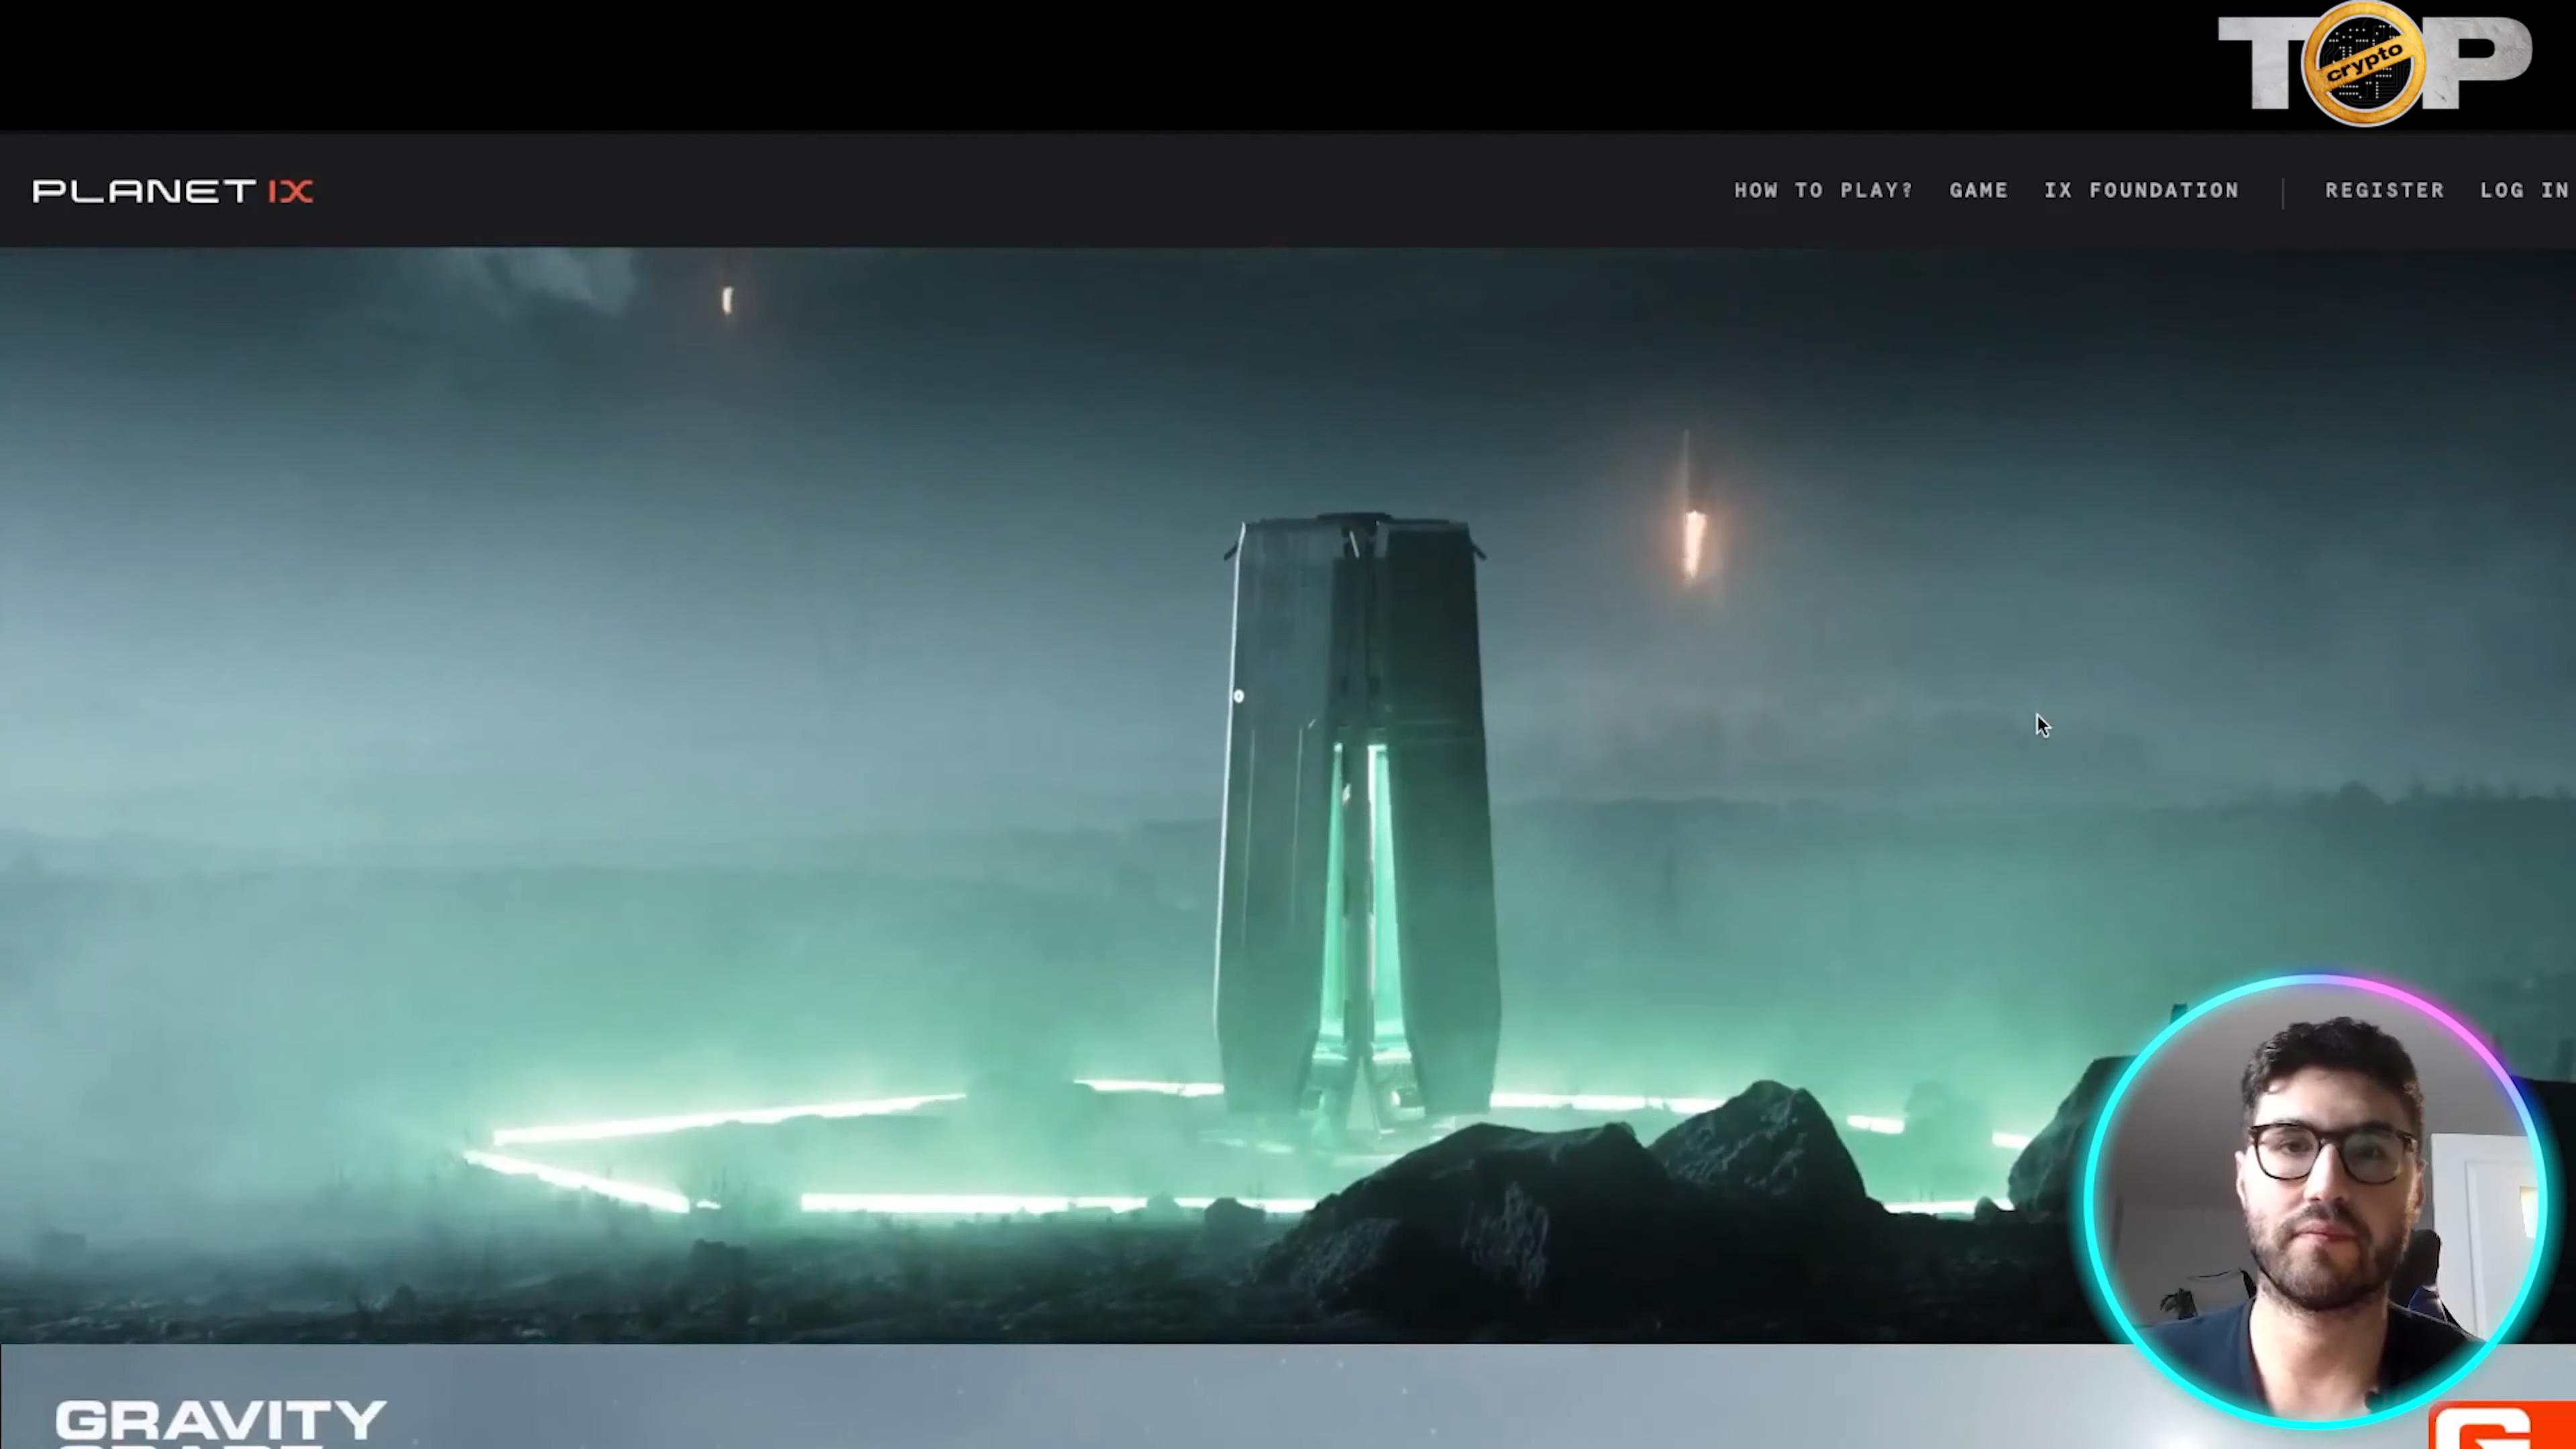 TOP
crypto
PLANET IX
HOW TO PLAY? GAME IX FOUNDATION REGISTER LOG IN
GRAVITY